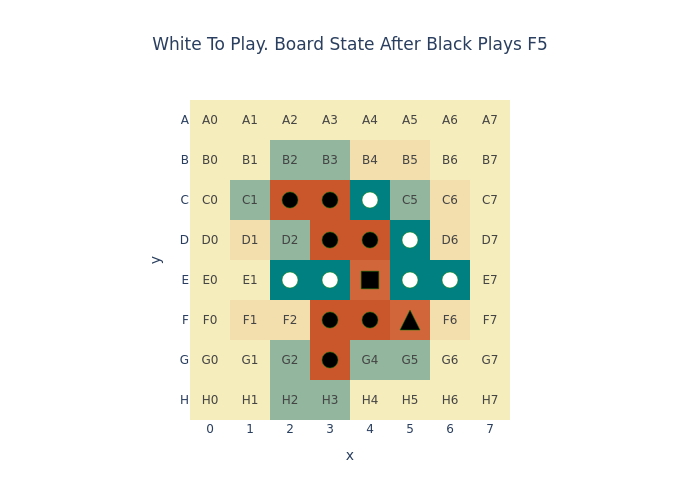 White To Play. Board State After Black Plays F5
A A0 A1 A2 A3 A4 A5 A6 A7
B B0 B1 B2 B3 B4 B5 B6 B7
C C0 C1 C5 C6 C7
D D0 D1 D2 D6 D7
y
E E0 E1 E7
F F0 F1 F2 F6 F7
G G0 G1 G2 G4 G5 G6 G7
H H0 H1 H2 H3 H4 H5 H6 H7
0 1 2 3 4 5 6 7
x